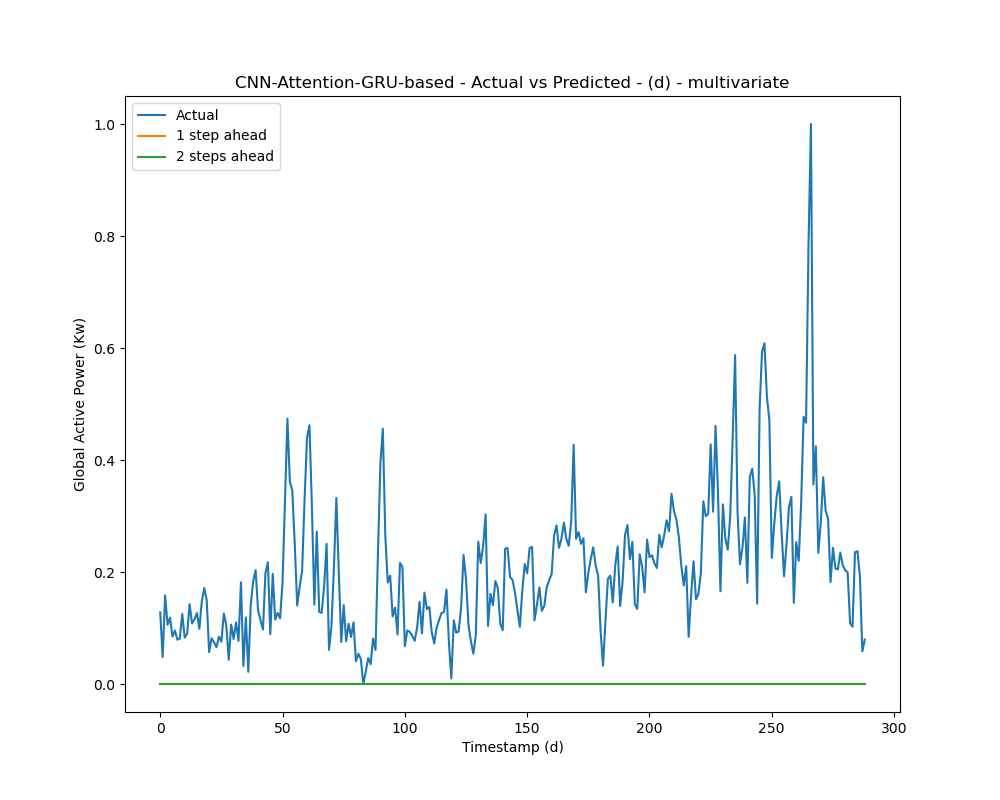 CNN-Attention-GRU-based - Actual vs Predicted - (d) - multivariate
Actual
1 step ahead
2 steps ahead
Global Active Power (Kw)
1.0
0.8
0.6
0.4
0.2
0.0
0
50
100
150
200
250
300
Timestamp (d)